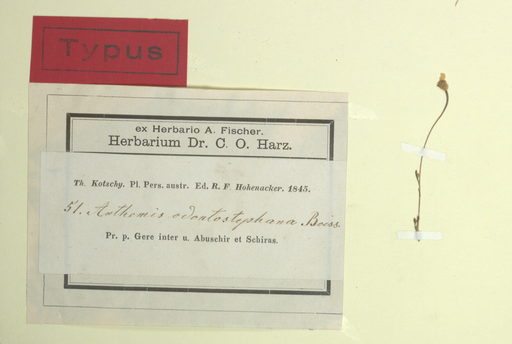 Typus
ex Herbario A. Fischer.
Herbarium Dr. C. O. Harz.
Th. Kotschy. Pl. Pers. austr. Ed. R. F. Hohenacker. 1845.
51. Anthemis odontostephana Boiss.
Pr. p. Gere inter u. Abuschir et Schiras.